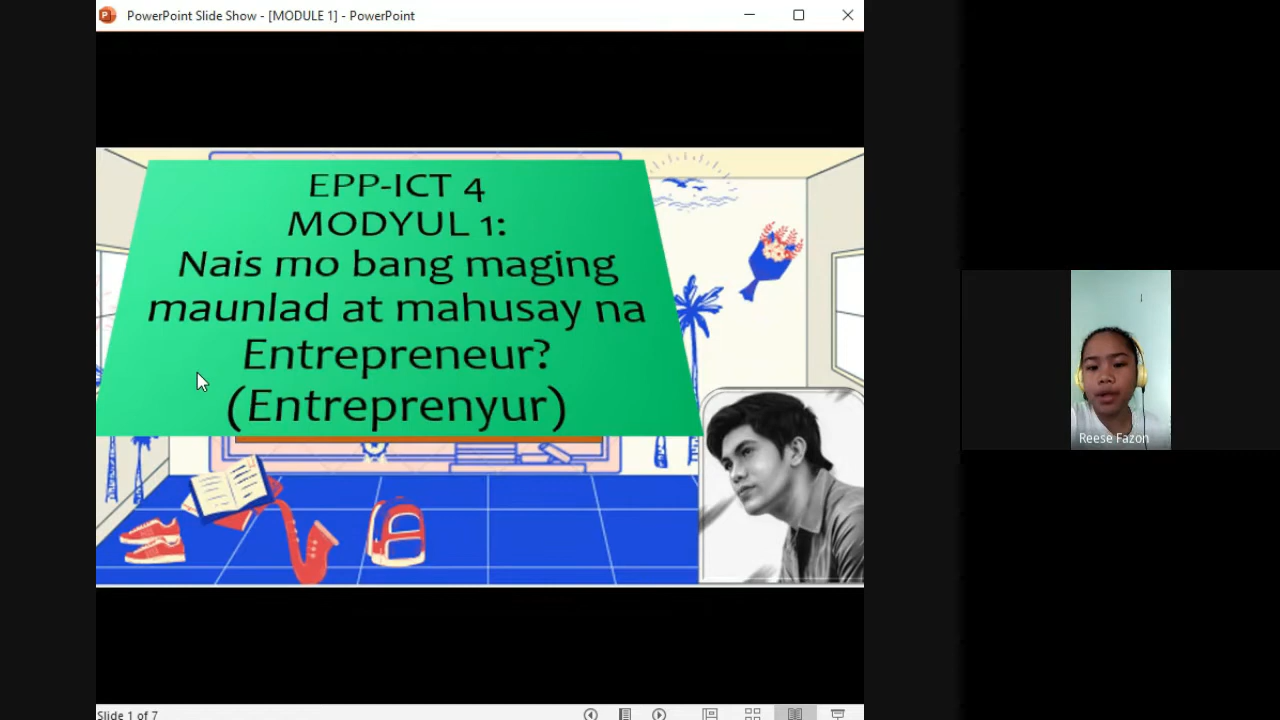 PowerPoint Slide Show - [MODULE 1] - PowerPoint
EPP-ICT 4
MODYUL 1:
Nais mo bang maging
maunlad at mahusay na
Entrepreneur?
(Entreprenyur)
Reese Fazon
Slide 1 of 7